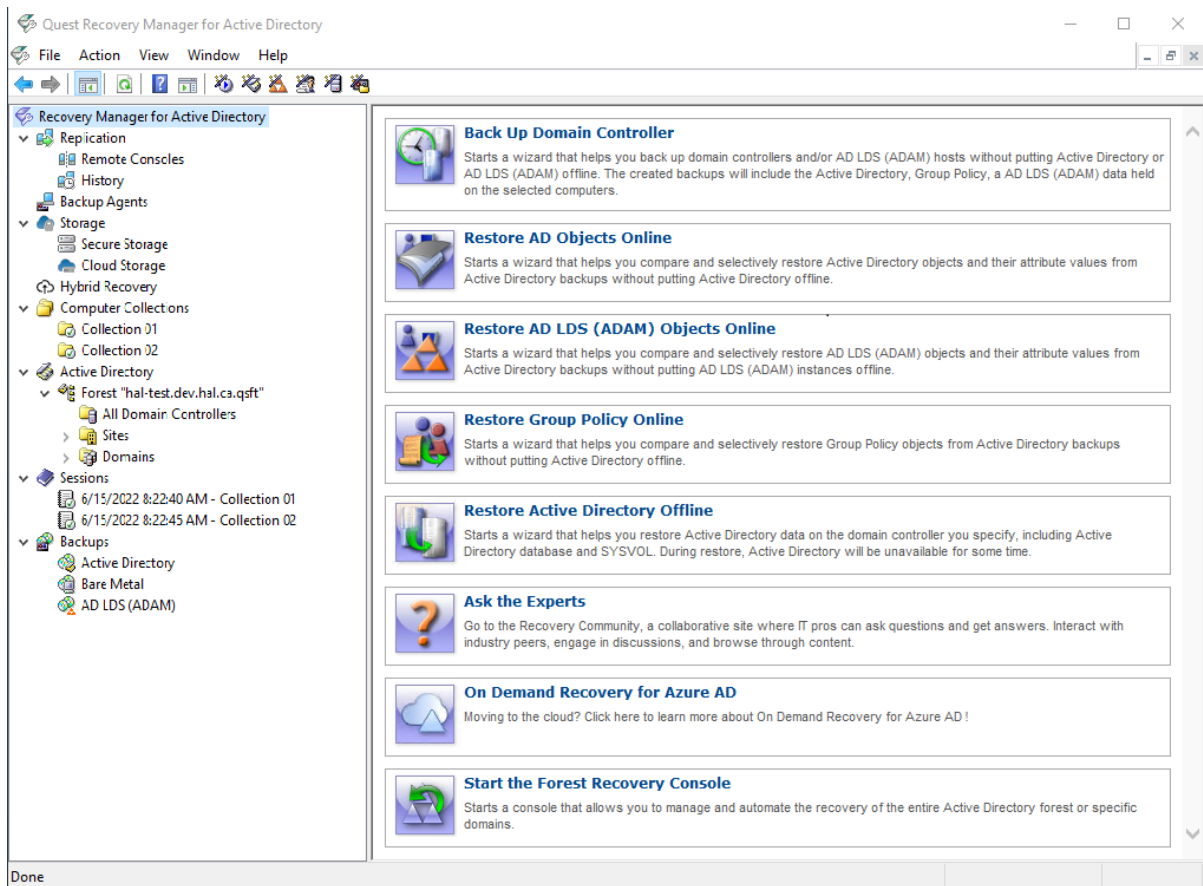 Quest Recovery Manager for Active Directory
File Action View Window Help
Recovery Manager for Active Directory
Replication
Remote Consoles
History
Backup Agents
Storage
Secure Storage
Cloud Storage
Hybrid Recovery
Computer Collections
Collection 01
Collection 02
Active Directory
Forest "hal-test.dev.hal.ca.qsft"
All Domain Controllers
Sites
Domains
Sessions
6/15/2022 8:22:40 AM - Collection 01
6/15/2022 8:22:45 AM - Collection 02
Backups
Active Directory
Bare Metal
AD LDS (ADAM)
Back Up Domain Controller
Starts a wizard that helps you back up domain controllers and/or AD LDS (ADAM) hosts without putting Active Directory or
AD LDS (ADAM) offline. The created backups will include the Active Directory, Group Policy, a AD LDS (ADAM) data held
on the selected computers.
Restore AD Objects Online
Starts a wizard that helps you compare and selectively restore Active Directory objects and their attribute values from
Active Directory backups without putting Active Directory offline.
Restore AD LDS (ADAM) Objects Online
Starts a wizard that helps you compare and selectively restore AD LDS (ADAM) objects and their attribute values from
Active Directory backups without putting AD LDS (ADAM) instances offline.
Restore Group Policy Online
Starts a wizard that helps you compare and selectively restore Group Policy objects from Active Directory backups
without putting Active Directory offline.
Restore Active Directory Offline
Starts a wizard that helps you restore Active Directory data on the domain controller you specify, including Active
Directory database and SYSVOL. During restore, Active Directory will be unavailable for some time.
Ask the Experts
Go to the Recovery Community, a collaborative site where IT pros can ask questions and get answers. Interact with
industry peers, engage in discussions, and browse through content.
On Demand Recovery for Azure AD
Moving to the cloud? Click here to learn more about On Demand Recovery for Azure AD !
Start the Forest Recovery Console
Starts a console that allows you to manage and automate the recovery of the entire Active Directory forest or specific
domains.
Done